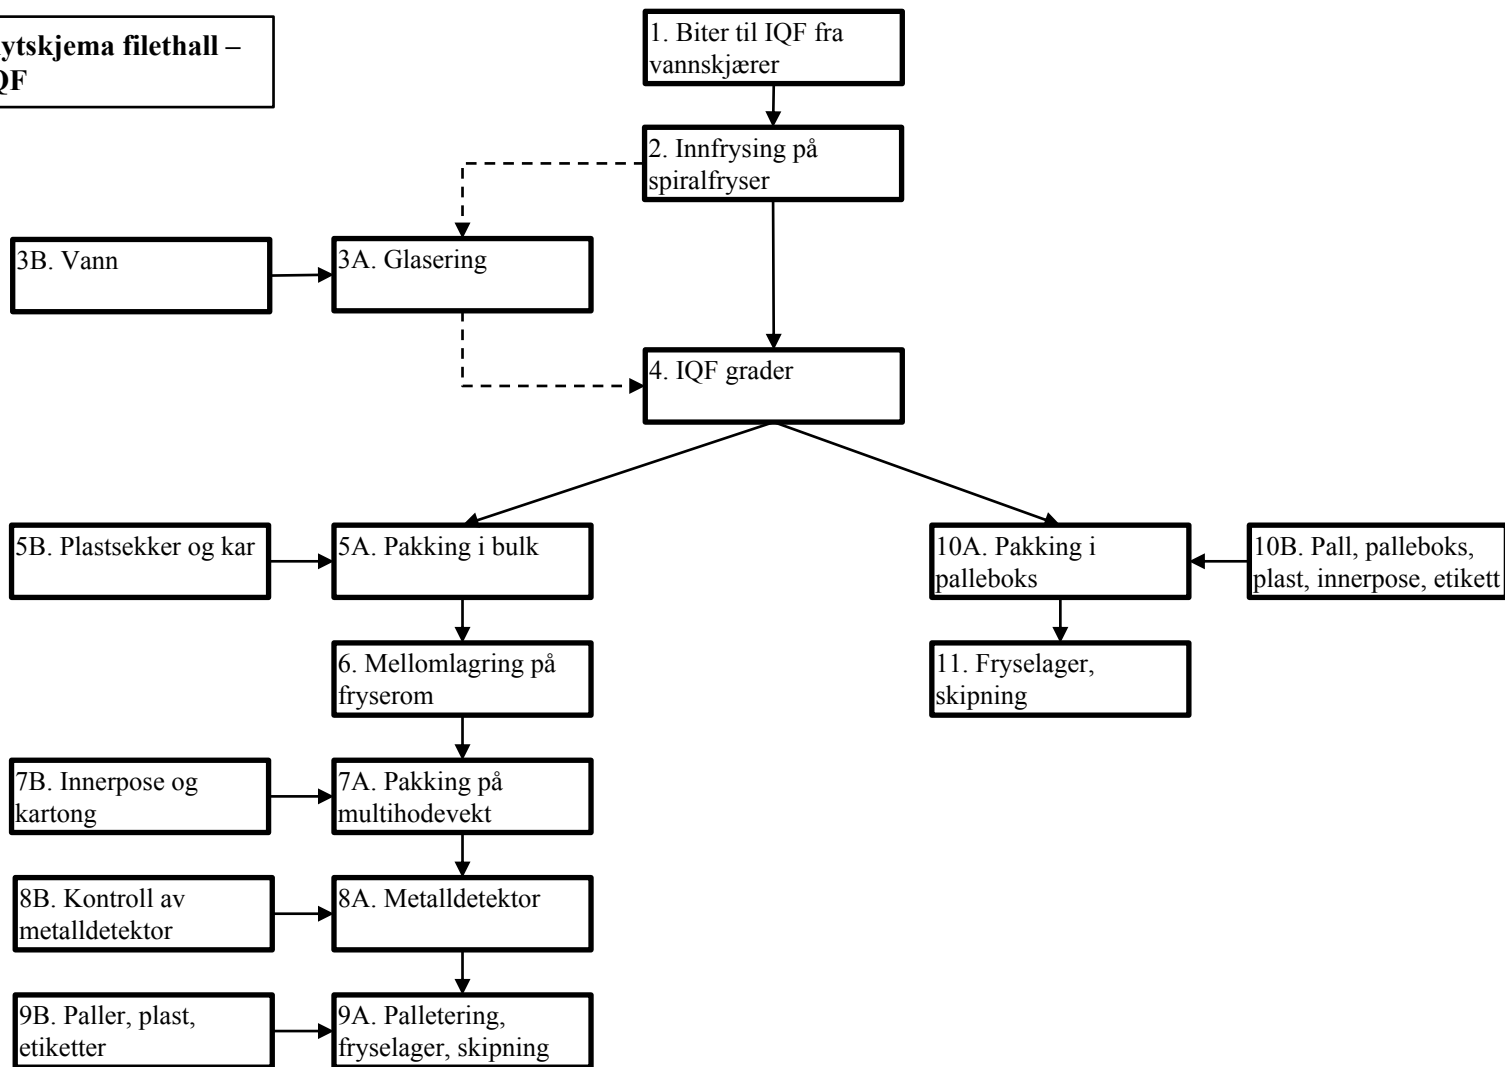 ytskjema filethall –
QF
1. Biter til IQF fra
vannskjærer
2. Innfrysing på
spiralfryser
3B. Vann
3A. Glasering
4. IQF grader
5B. Plastsekker og kar
5A. Pakking i bulk
10A. Pakking i
palleboks
10B. Pall, palleboks,
plast, innerpose, etikett
6. Mellomlagring på
fryserom
11. Fryselager,
skipning
7B. Innerpose og
kartong
7A. Pakking på
multihodevekt
8B. Kontroll av
metalldetektor
8A. Metalldetektor
9B. Paller, plast,
etiketter
9A. Palletering,
fryselager, skipning